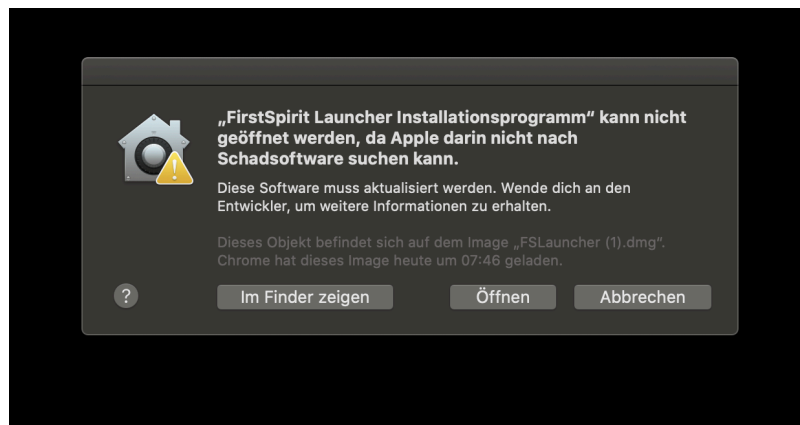 „FirstSpirit Launcher Installationsprogramm“ kann nicht
geöffnet werden, da Apple darin nicht nach
Schadsoftware suchen kann.
Diese Software muss aktualisiert werden. Wende dich an den
Entwickler, um weitere Informationen zu erhalten.
Dieses Objekt befindet sich auf dem Image „FSLauncher (1).dmg“.
Chrome hat dieses Image heute um 07:46 geladen.
? Im Finder zeigen Öffnen Abbrechen